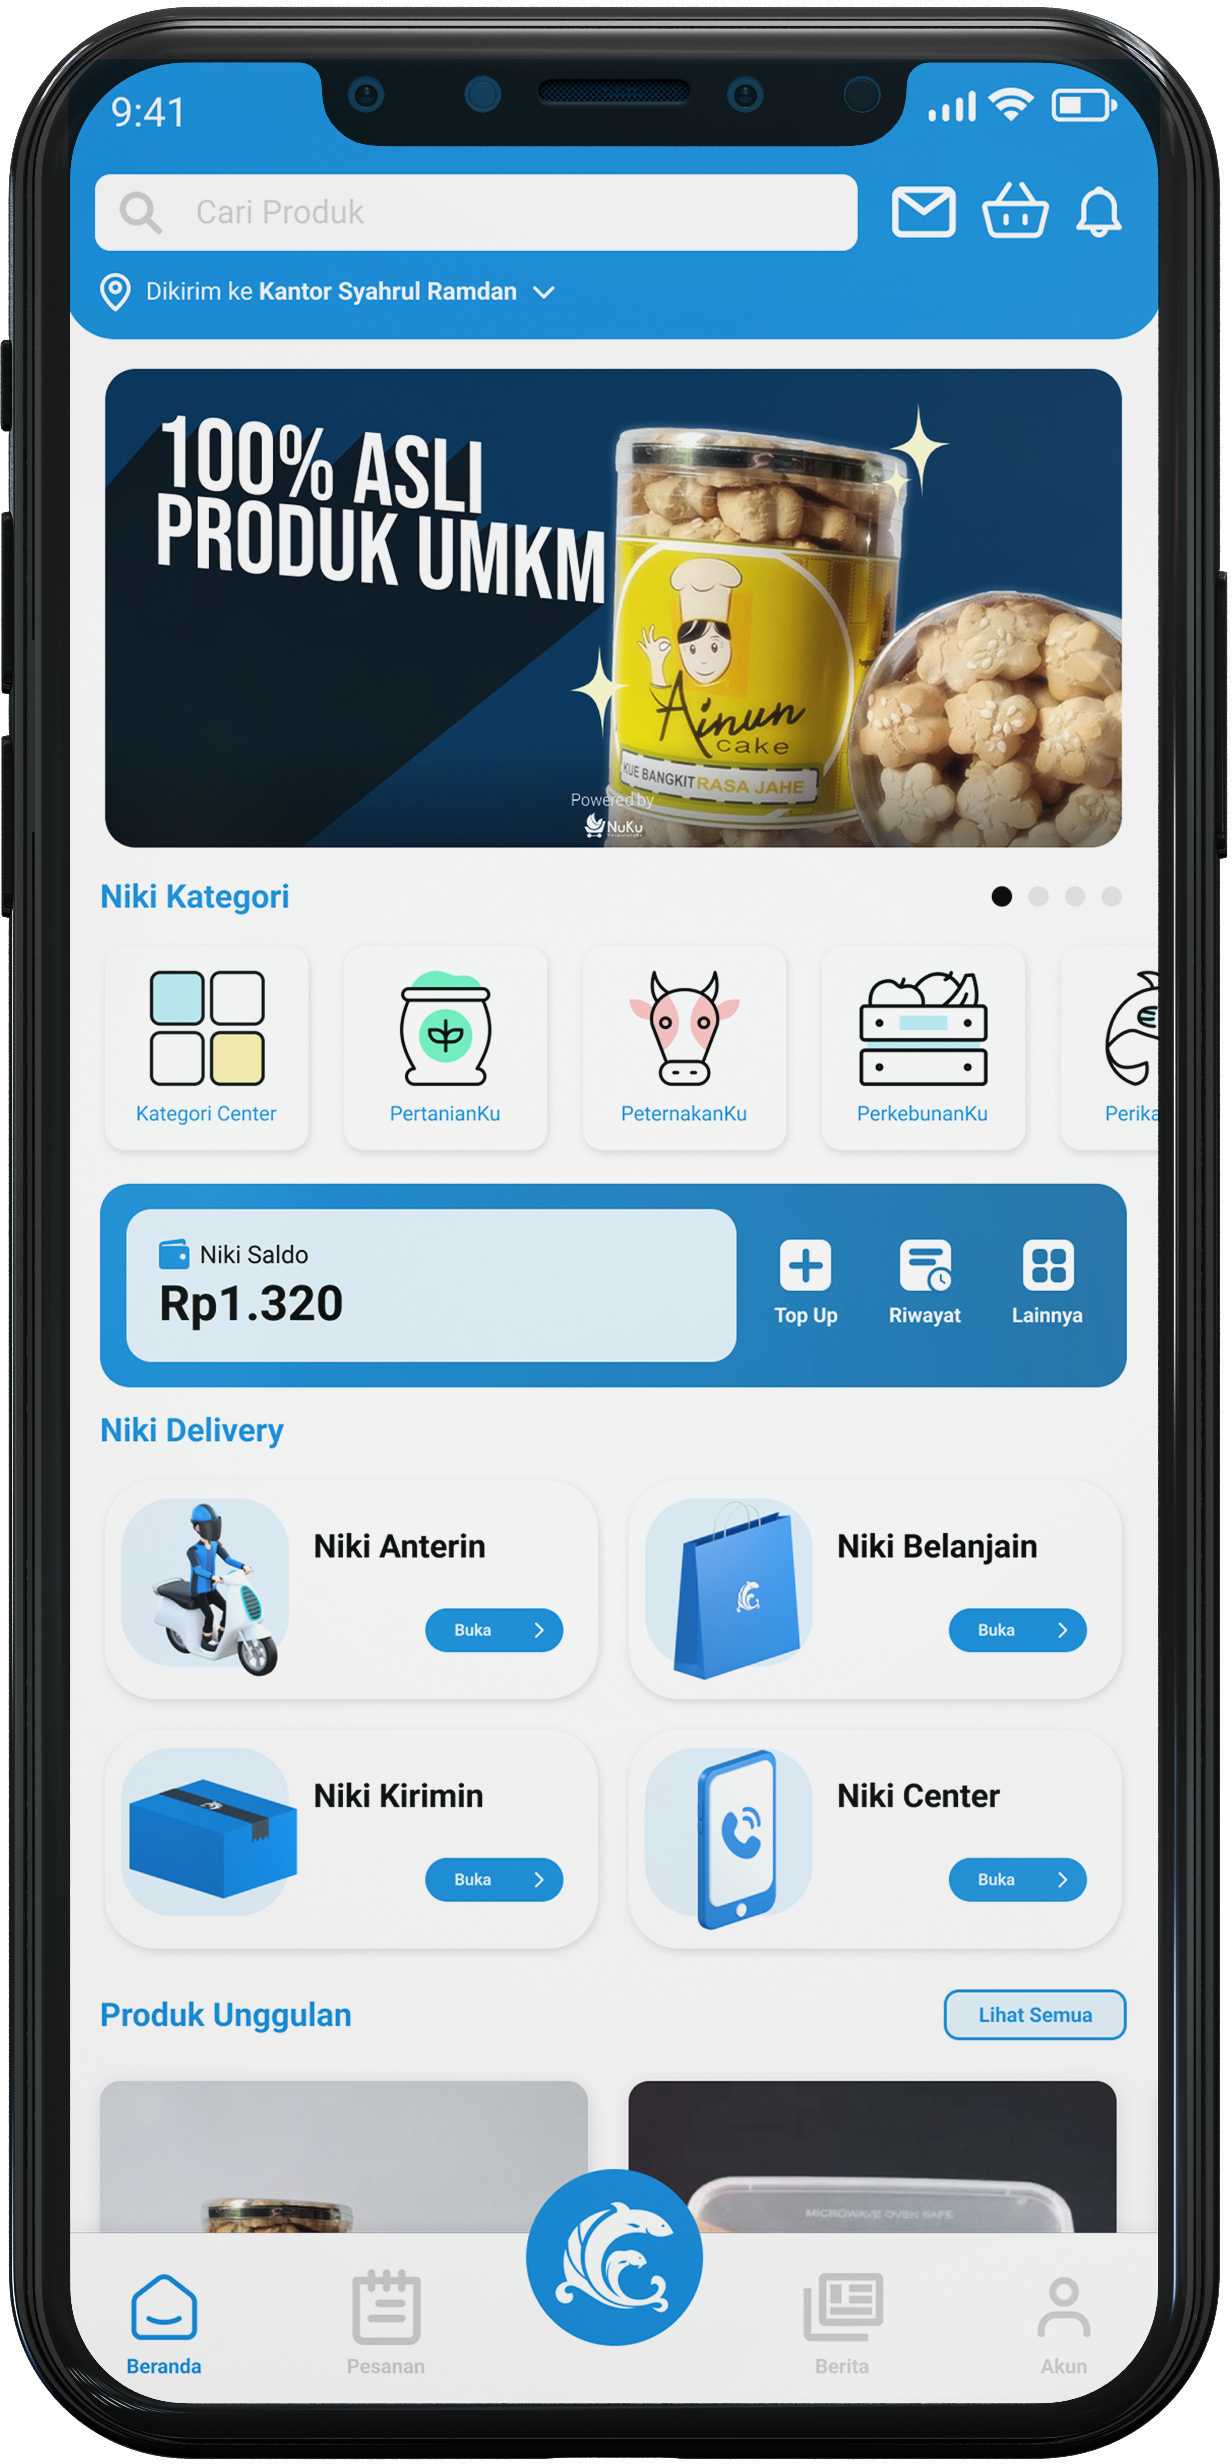 9:41
Cari Produk
Dikirim ke Kantor Syahrul Ramdan
100% ASLI
PRODUK UMKM
Ainun
cake
KUE BANGKIT RASA JAHE
Powered by
NuKu
Niki Kategori
Kategori Center
PertanianKu
PeternakanKu
PerkebunanKu
Perika
Niki Saldo
Rp1.320
Top Up
Riwayat
Lainnya
Niki Delivery
Niki Anterin
Buka
Niki Belanjain
Buka
Niki Kirimin
Buka
Niki Center
Buka
Produk Unggulan
Lihat Semua
MICROWAVE OVEN SAFE
Beranda
Pesanan
Berita
Akun